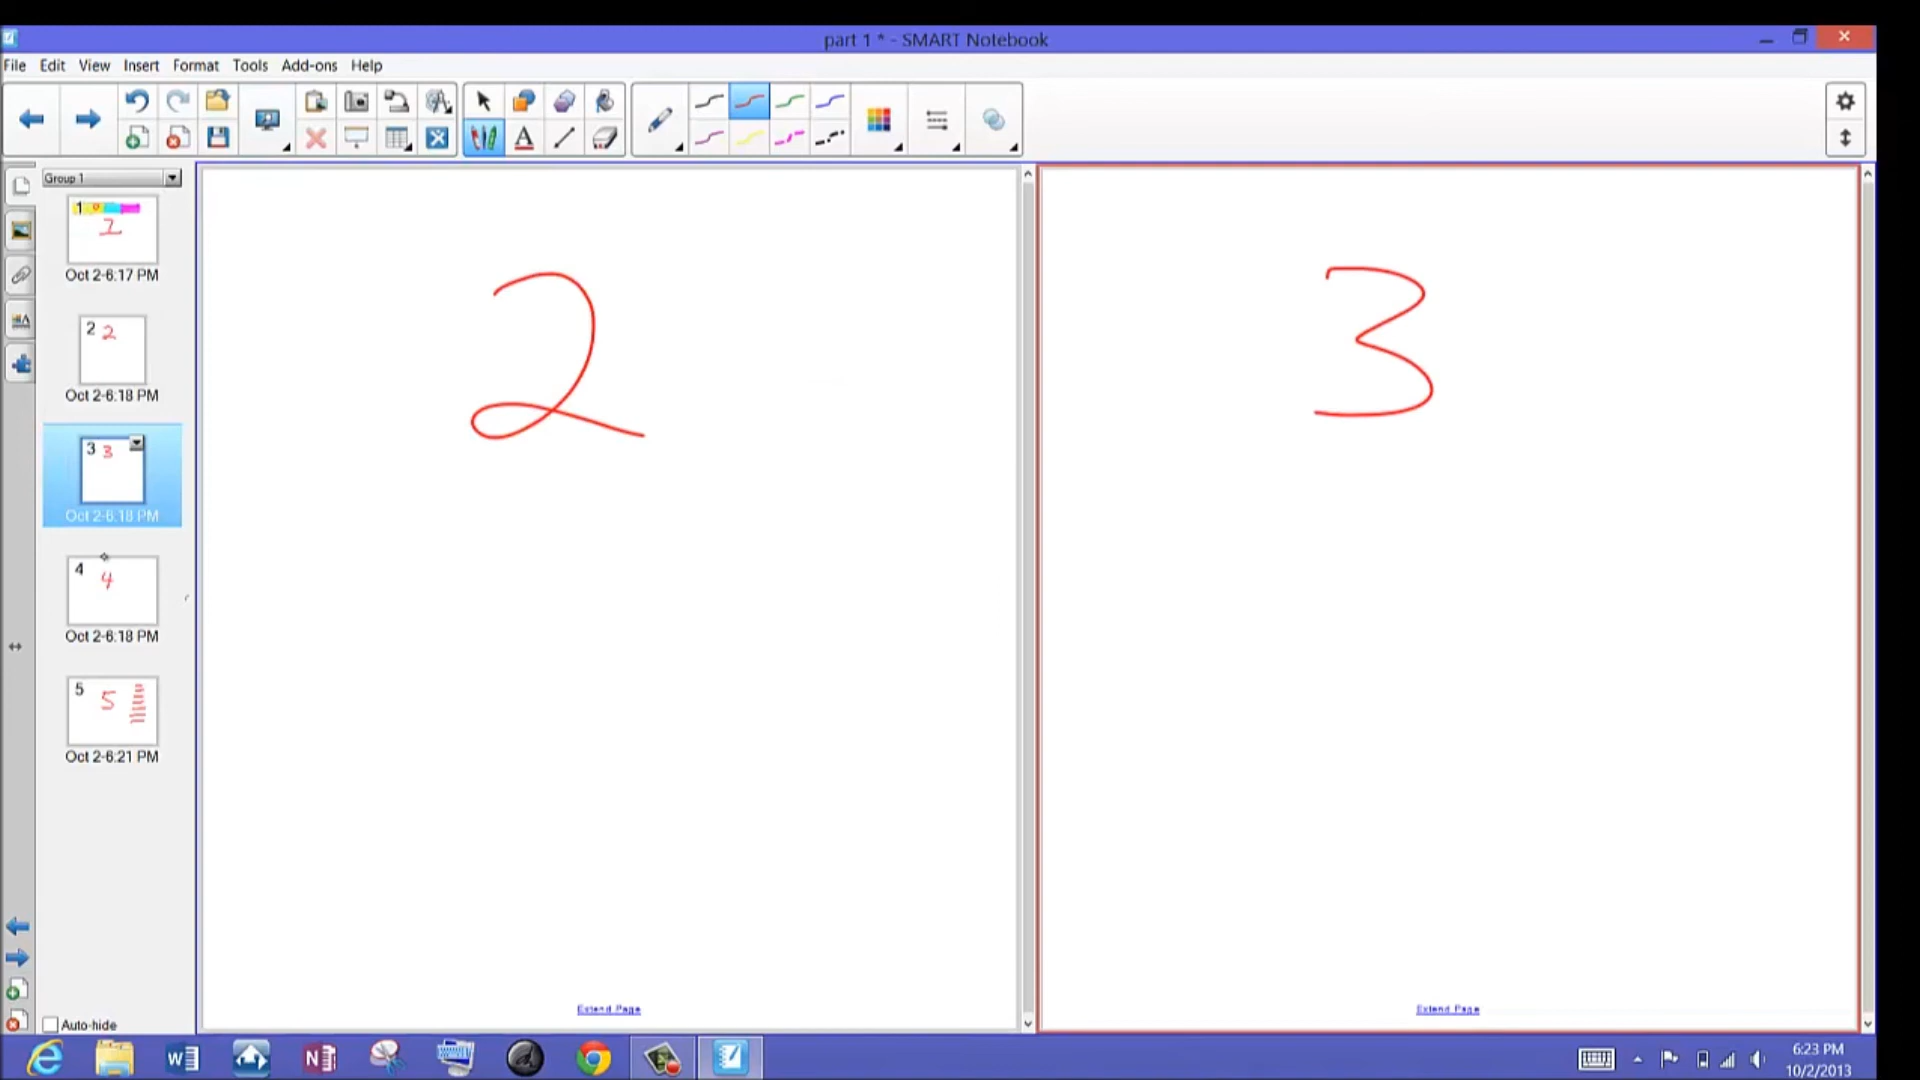 part 1 * - SMART Notebook
File Edit View Insert Format Tools Add-ons Help
Group 1
1
1
Oct 2-6:17 PM
2 2
Oct 2-6:18 PM
3 3
Oct 2-6:18 PM
4
4
Oct 2-6:18 PM
5 5
Oct 2-6:21 PM
Auto-hide
2
Extend Page
3
Extend Page
6:23 PM
10/2/2013